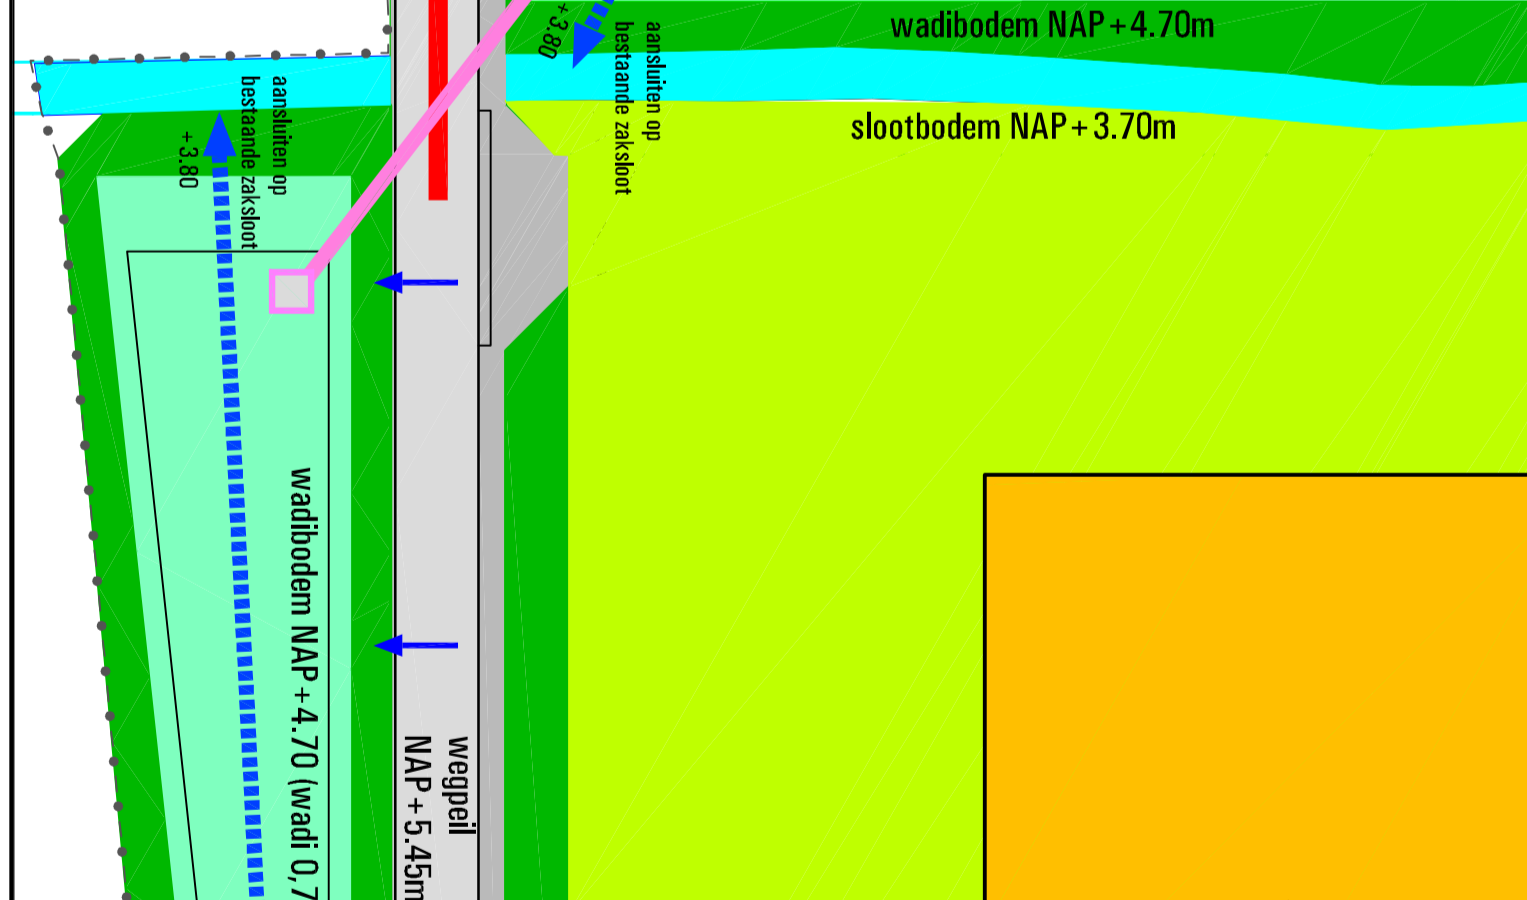 wadibodem NAP+4.70m
slootbodem NAP+3.70m
aansluiten op
bestaande zaksloot
+3.80
aansluiten op
bestaande zaksloot
+3.80
wadibodem NAP+4.70 (wadi 0,7
wegpeil
NAP+5.45m